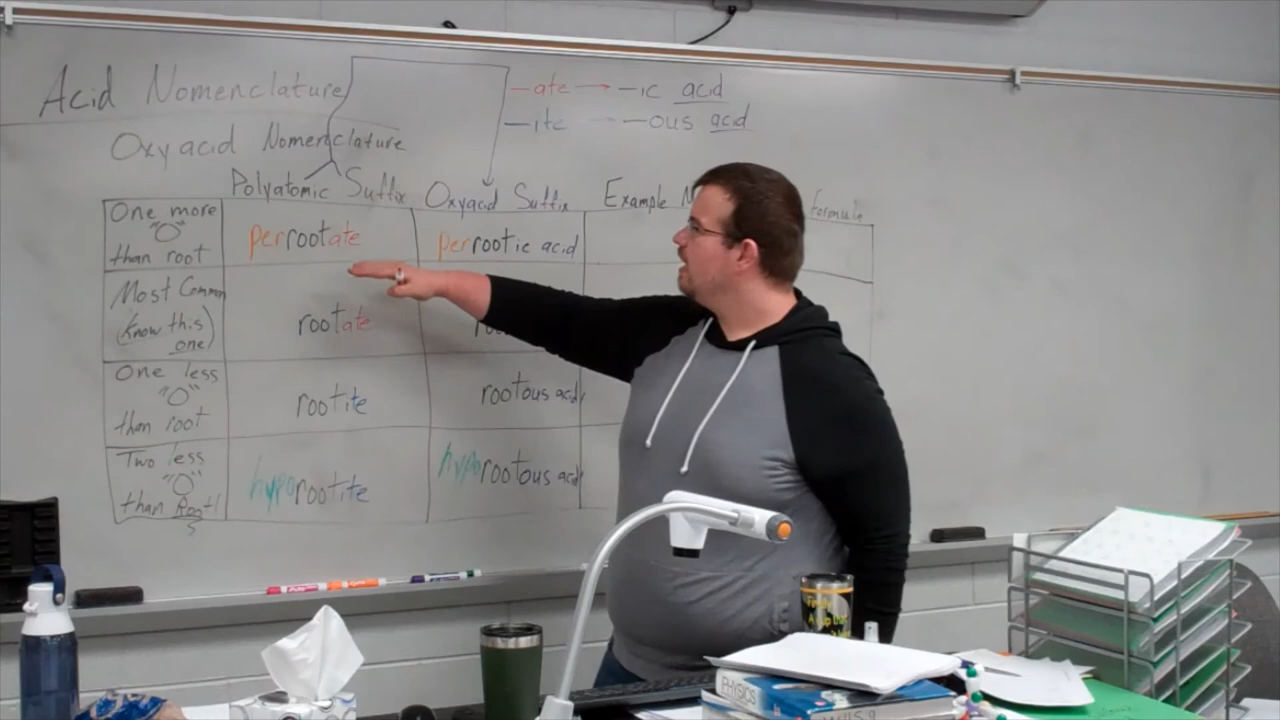 Acid Nomenclature
-ate → -ic acid
Oxyacid Nomenclature
-ite → -ous acid
Polyatomic Suffix
Oxyacid Suffix
Example
Formula
One more
"O"
than root
perrootate
perrootic acid
Most Common
(know this
one)
rootate
One less
"O"
than root
rootite
rootous acid
Two less
"O"
than Root!
hyporootite
hyporootous acid
PHYSICS